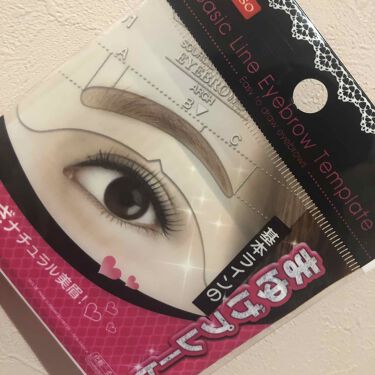 Basic Line Eyebrow Template
Easy to draw eyebrows
A
EYEBROW
ARCH
B
C
基本ラインの
まゆげプレート
ナチュラル美眉!